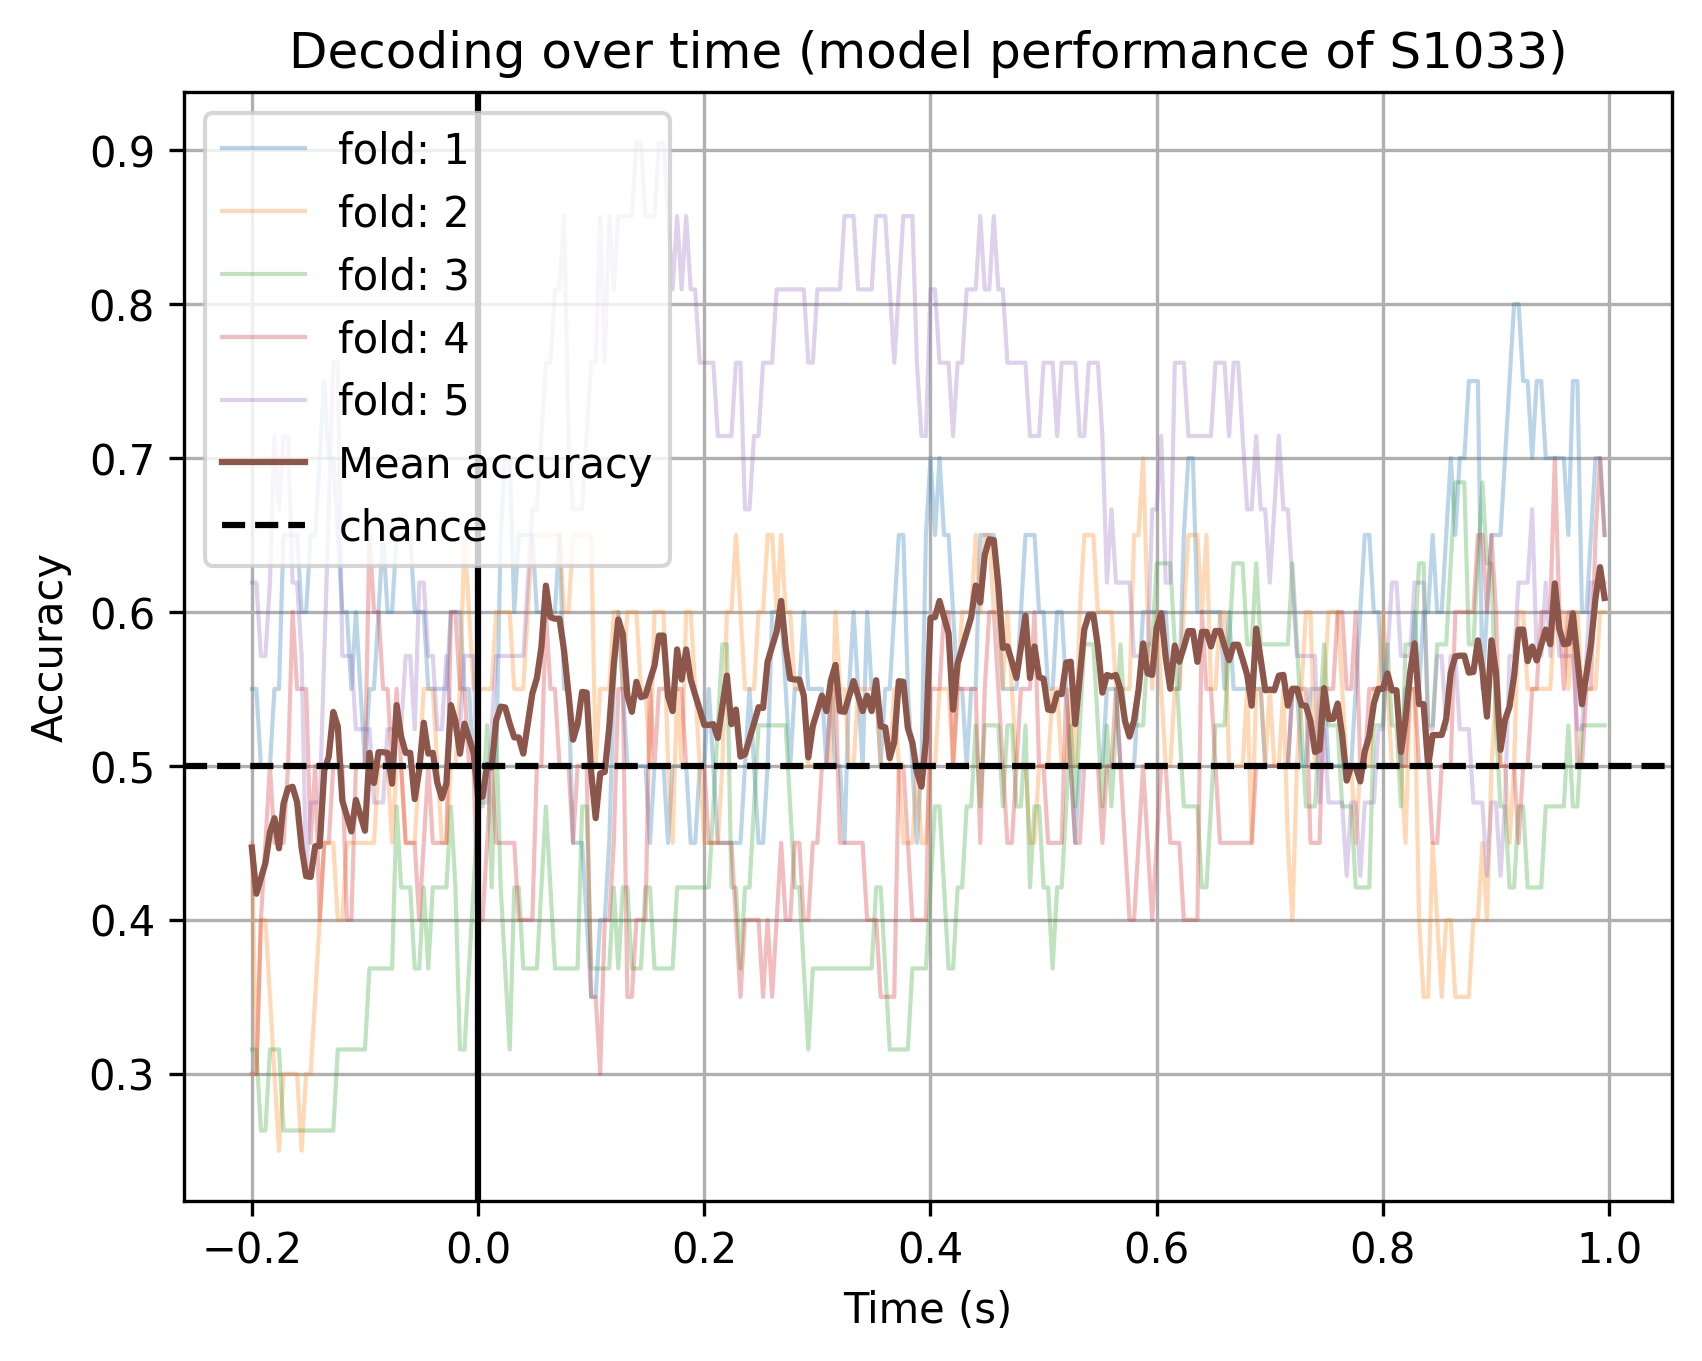 Decoding over time (model performance of S1033)
Accuracy
0.9
0.8
0.7
0.6
0.5
0.4
0.3
fold: 1
fold: 2
fold: 3
fold: 4
fold: 5
Mean accuracy
chance
−0.2 0.0 0.2 0.4 0.6 0.8 1.0
Time (s)